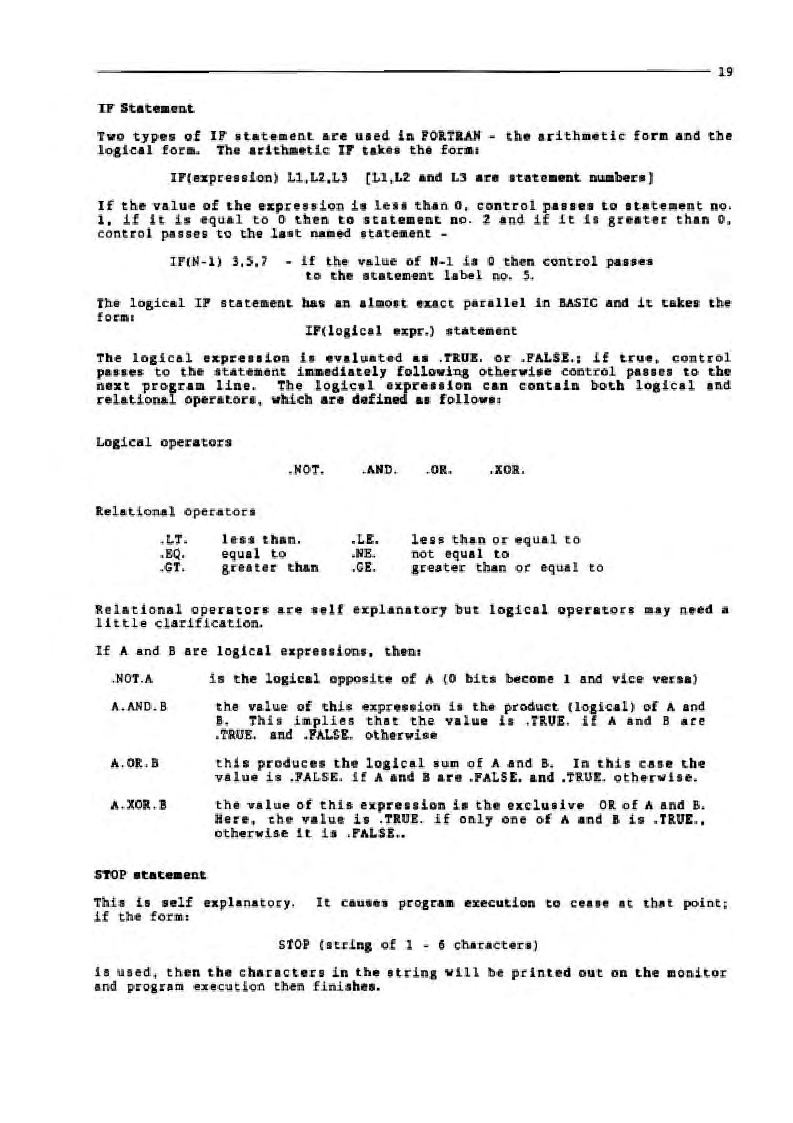 19
IF Statement
Two types of IF statement are used in FORTRAN - the arithmetic form and the
logical form. The arithmetic IF takes the form:
IF(expression) L1,L2,L3 [L1,L2 and L3 are statement numbers]
If the value of the expression is less than 0, control passes to statement no.
1, if it is equal to 0 then to statement no. 2 and if it is greater than 0,
control passes to the last named statement -
IF(N-1) 3,5,7 - if the value of N-1 is 0 then control passes
to the statement label no. 5.
The logical IF statement has an almost exact parallel in BASIC and it takes the
form:
IF(logical expr.) statement
The logical expression is evaluated as .TRUE. or .FALSE.; if true, control
passes to the statement immediately following otherwise control passes to the
next program line. The logical expression can contain both logical and
relational operators, which are defined as follows:
Logical operators
.NOT. .AND. .OR. .XOR.
Relational operators
.LT. less than. .LE. less than or equal to
.EQ. equal to .NE. not equal to
.GT. greater than .GE. greater than or equal to
Relational operators are self explanatory but logical operators may need a
little clarification.
If A and B are logical expressions, then:
.NOT.A is the logical opposite of A (0 bits become 1 and vice versa)
A.AND.B the value of this expression is the product (logical) of A and
B. This implies that the value is .TRUE. if A and B are
.TRUE. and .FALSE. otherwise
A.OR.B this produces the logical sum of A and B. In this case the
value is .FALSE. if A and B are .FALSE. and .TRUE. otherwise.
A.XOR.B the value of this expression is the exclusive OR of A and B.
Here, the value is .TRUE. if only one of A and B is .TRUE.,
otherwise it is .FALSE..
STOP statement
This is self explanatory. It causes program execution to cease at that point;
if the form:
STOP (string of 1 - 6 characters)
is used, then the characters in the string will be printed out on the monitor
and program execution then finishes.